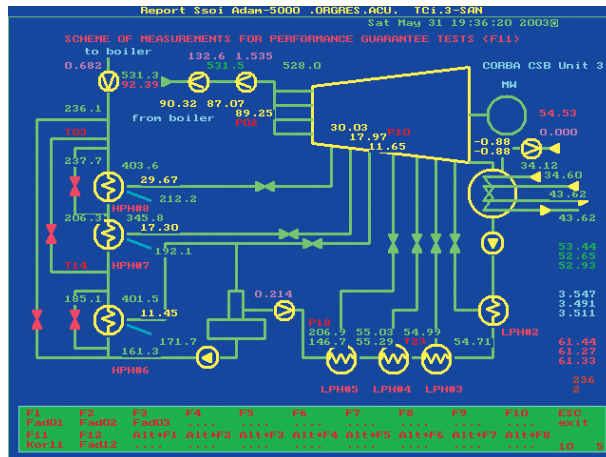 Report Ssoi Adam-5000 .ORGRES.ACU. TCi.3-SAN
Sat May 31 19:36:20 2003
SCHEME OF MEASUREMENTS FOR PERFORMANCE GUARANTEE TESTS (F11)
to boiler
132.6 1.535
0.682
531.3 531.5 528.0 CORBA CSB Unit 3
92.39
MW
90.32 87.07
236.1 89.25 54.53
from boiler P02
T03 30.03 P10 0.000
17.97 -0.88
11.65 -0.88
237.7 403.6 34.12
29.67 34.60
212.2 43.62
HPH#8
206.3 345.8 43.62
17.30
192.1 53.44
52.65
T14 HPH#7 52.93
185.1 401.5 0.214 3.547
11.45 3.491
P18 3.511
206.9 55.03 54.99 LPH#2
171.7 146.7 55.29 T23 54.71 61.44
161.3 61.27
HPH#6 61.33
236
LPH#5 LPH#4 LPH#3 2
F1 F2 F3 F4 F5 F6 F7 F8 F9 F10 ESC
Fad01 Fad02 Fad03 .... .... .... .... .... .... .... exit
F11 F12 Alt+F1 Alt+F2 Alt+F3 Alt+F4 Alt+F5 Alt+F6 Alt+F7 Alt+F8
Kor11 Fad12 .... .... .... .... .... .... .... .... IO 5